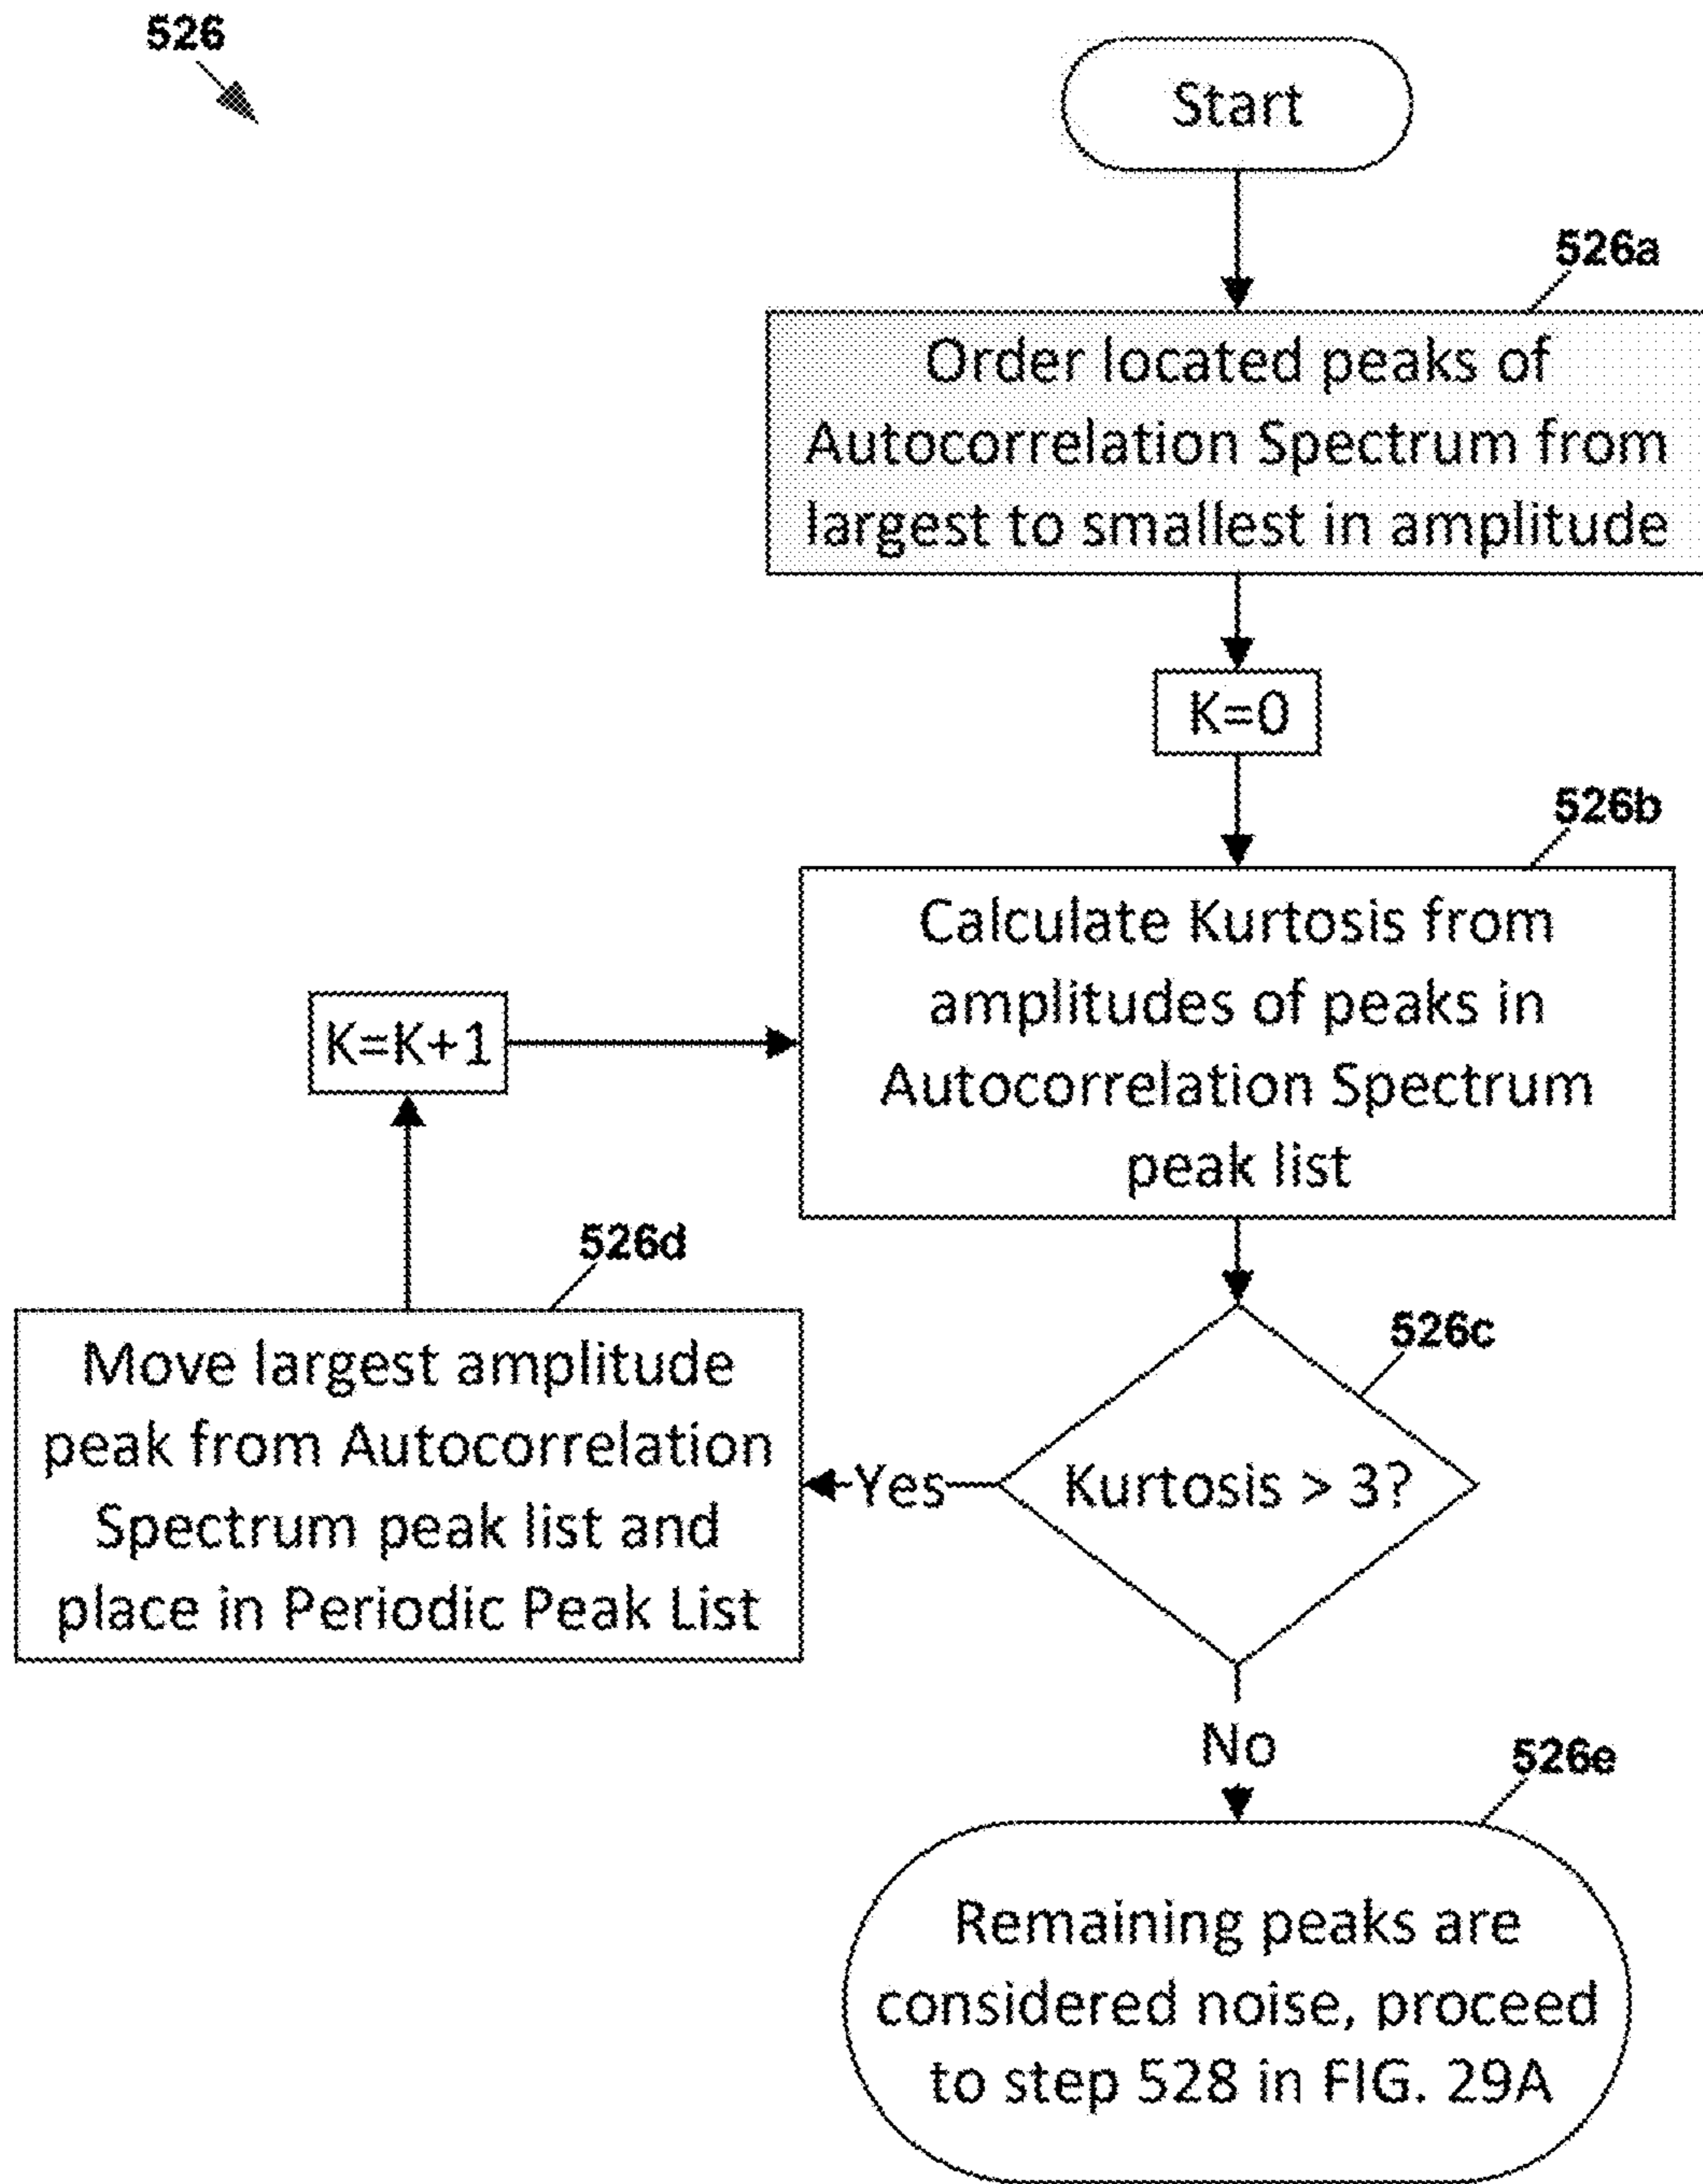 526
Start
526a
Order located peaks of
Autocorrelation Spectrum from
largest to smallest in amplitude
K=0
526b
Calculate Kurtosis from
amplitudes of peaks in
Autocorrelation Spectrum
peak list
K=K+1
526d
Move largest amplitude
peak from Autocorrelation
Spectrum peak list and
place in Periodic Peak List
526c
Kurtosis > 3?
Yes
No
526e
Remaining peaks are
considered noise, proceed
to step 528 in FIG. 29A